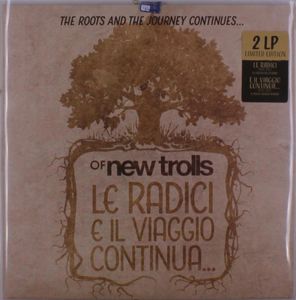 THE ROOTS AND THE JOURNEY CONTINUES...
2 LP
LIMITED EDITION
LE RADICI
E IL VIAGGIO
CONTINUA...
OF new trolls
LE RADICI
E IL VIAGGIO
CONTINUA...